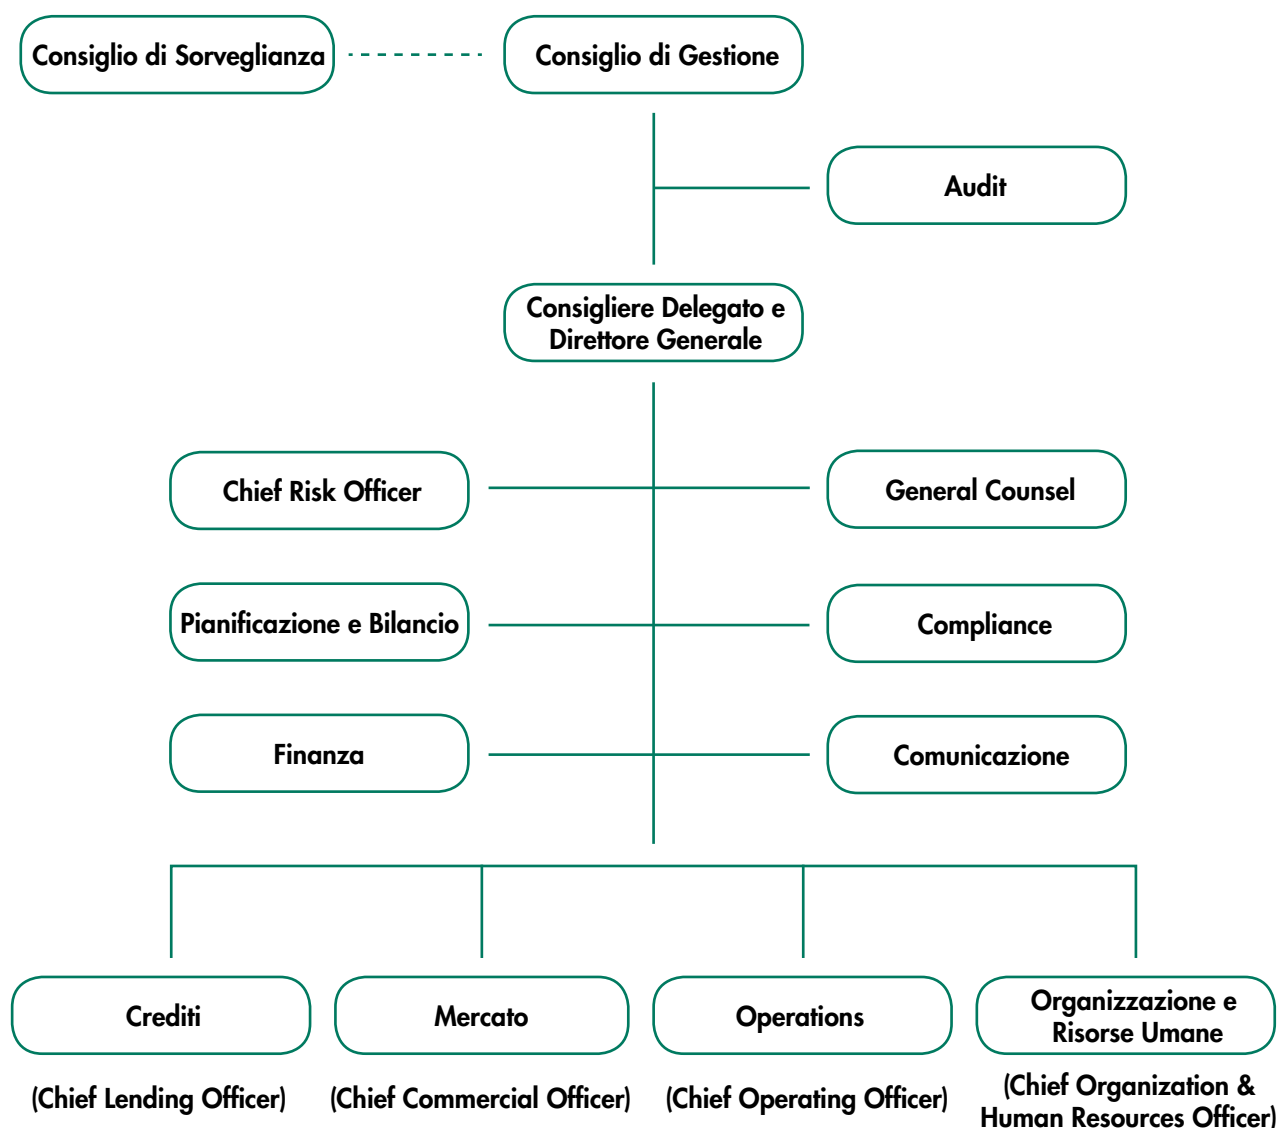 Consiglio di Sorveglianza
Consiglio di Gestione
Audit
Consigliere Delegato e
Direttore Generale
Chief Risk Officer
General Counsel
Pianificazione e Bilancio
Compliance
Finanza
Comunicazione
Crediti
(Chief Lending Officer)
Mercato
(Chief Commercial Officer)
Operations
(Chief Operating Officer)
Organizzazione e
Risorse Umane
(Chief Organization &
Human Resources Officer)